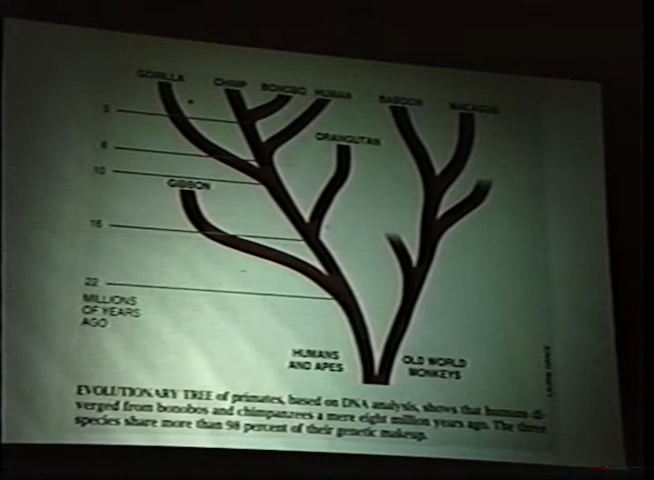 GORILLA CHIMP BONOBO HUMAN BABOON MACAQUE
3
ORANGUTAN
8
10
GIBBON
16
22
MILLIONS
OF YEARS
AGO
HUMANS
AND APES
OLD WORLD
MONKEYS
EVOLUTIONARY TREE of primates, based on DNA analysis, shows that humans di-
verged from bonobos and chimpanzees a mere eight million years ago. The three
species share more than 98 percent of their genetic makeup.